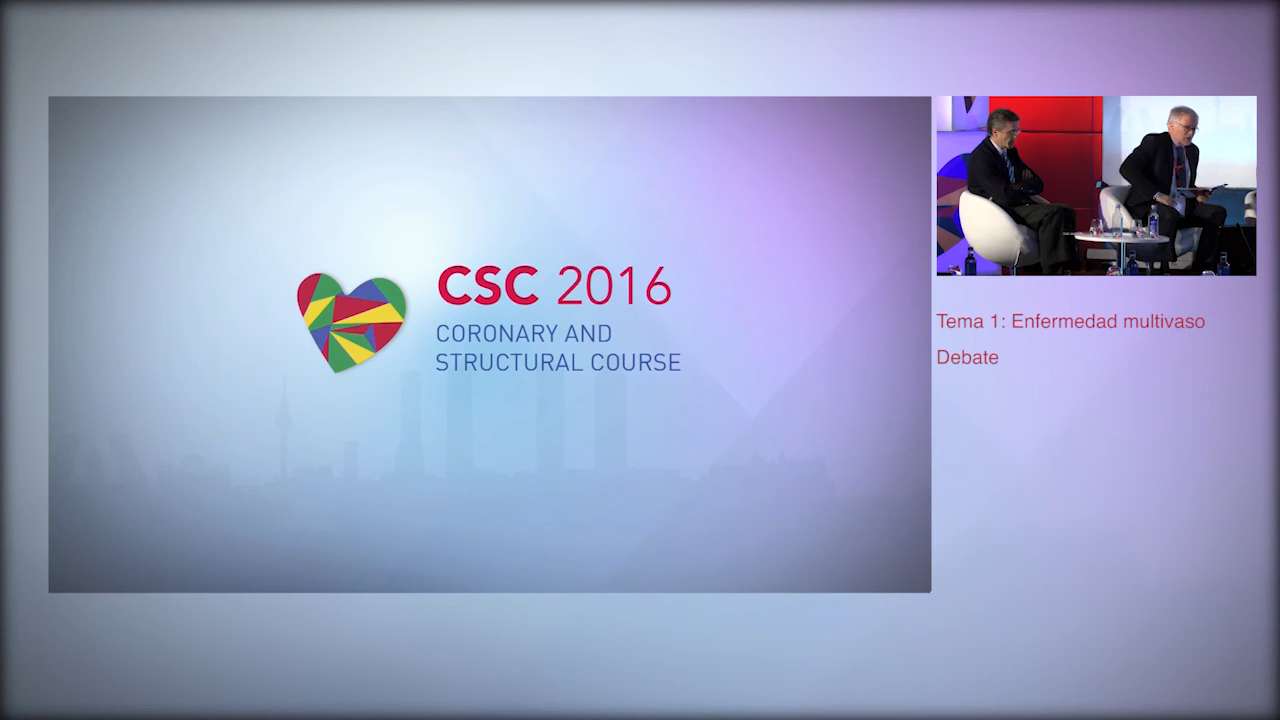 CSC 2016
CORONARY AND
STRUCTURAL COURSE
Tema 1: Enfermedad multivaso
Debate